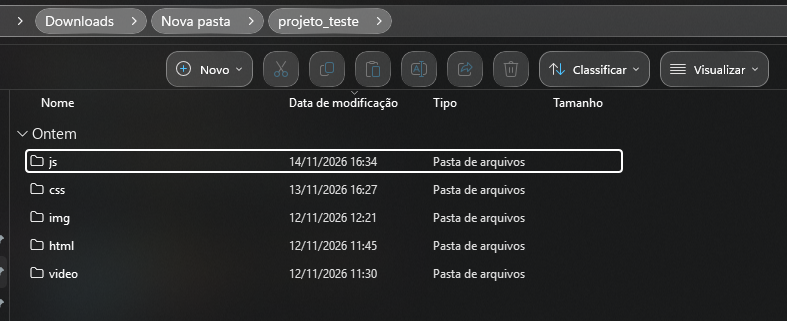 Downloads Nova pasta projeto_teste
Novo Classificar Visualizar
Nome Data de modificação Tipo Tamanho
Ontem
js 14/11/2026 16:34 Pasta de arquivos
css 13/11/2026 16:27 Pasta de arquivos
img 12/11/2026 12:21 Pasta de arquivos
html 12/11/2026 11:45 Pasta de arquivos
video 12/11/2026 11:30 Pasta de arquivos